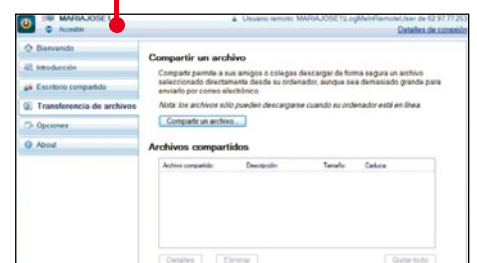 MARIAJOSE1
Usuario remoto: MARIAJOSE1\LogMeInRemoteUser de 62.97.77.253
Accesible
Detalles de conexión
Bienvenido
Introducción
Escritorio compartido
Transferencia de archivos
Opciones
About
Compartir un archivo
Compartir permite a sus amigos o colegas descargar de forma segura un archivo
seleccionado directamente desde su ordenador, aunque sea demasiado grande para
enviarlo por correo electrónico.
Nota: los archivos sólo pueden descargarse cuando su ordenador está en línea.
Compartir un archivo...
Archivos compartidos
Archivo compartido
Descripción
Tamaño
Caduca
Detalles
Eliminar
Quitar todo